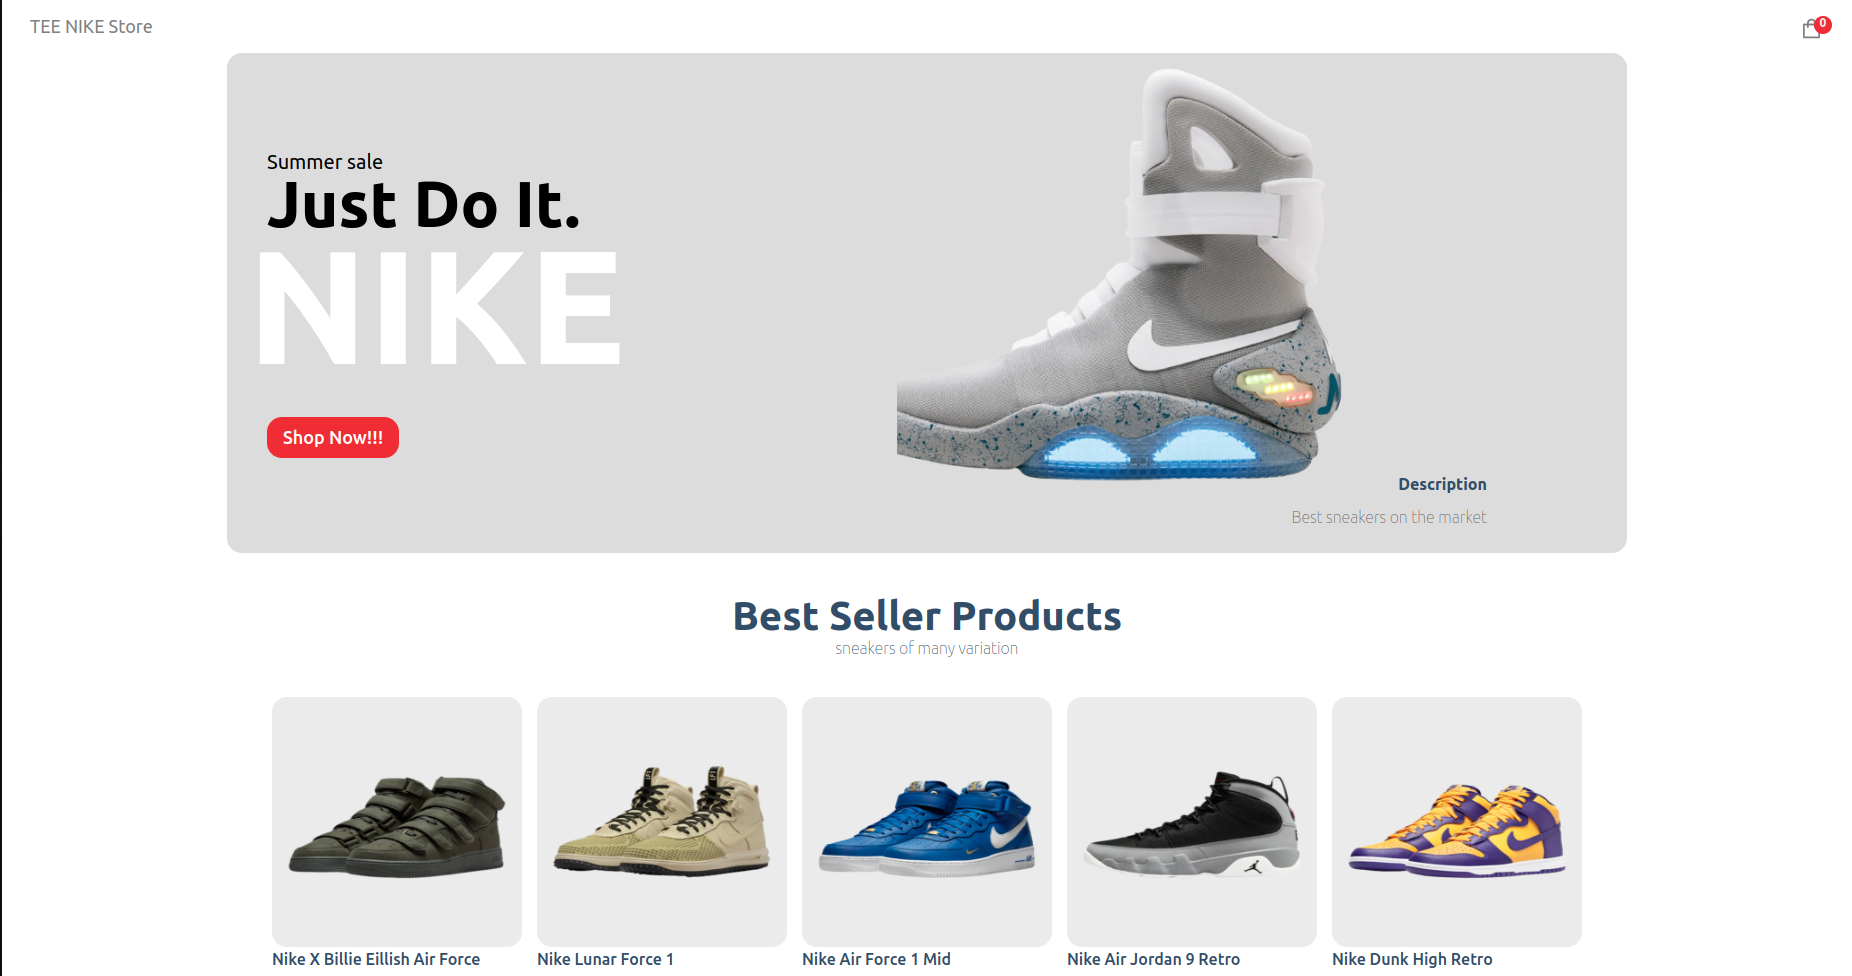 TEE NIKE Store
0
Summer sale
Just Do It.
NIKE
Shop Now!!!
Description
Best sneakers on the market
Best Seller Products
sneakers of many variation
Nike X Billie Eillish Air Force
Nike Lunar Force 1
Nike Air Force 1 Mid
Nike Air Jordan 9 Retro
Nike Dunk High Retro